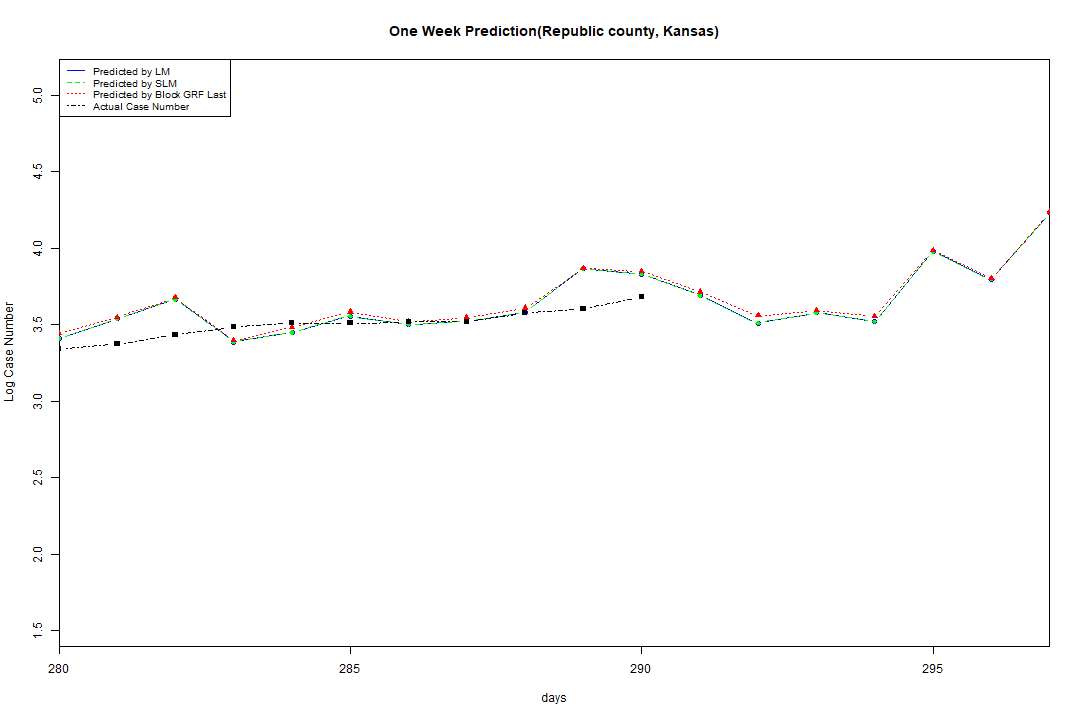 One Week Prediction(Republic county, Kansas)
Predicted by LM
Predicted by SLM
Predicted by Block GRF Last
Actual Case Number
5.0
4.5
4.0
3.5
3.0
2.5
2.0
1.5
Log Case Number
280
285
290
295
days